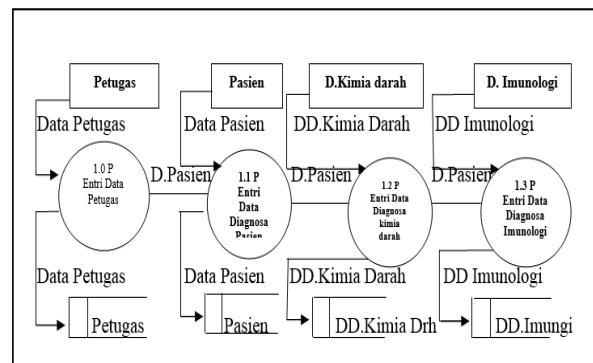 Petugas
Pasien
D.Kimia darah
D. Imunologi
Data Petugas
Data Pasien
DD.Kimia Darah
DD Imunologi
1.0 P
Entri Data
Petugas
D.Pasien
1.1 P
Entri
Data
Diagnosa
Pasien
D.Pasien
1.2 P
Entri Data
Diagnosa
kimia
darah
D.Pasien
1.3 P
Entri Data
Diagnosa
Imunologi
Data Petugas
Data Pasien
DD.Kimia Darah
DD Imunologi
Petugas
Pasien
DD.Kimia Drh
DD.Imungi